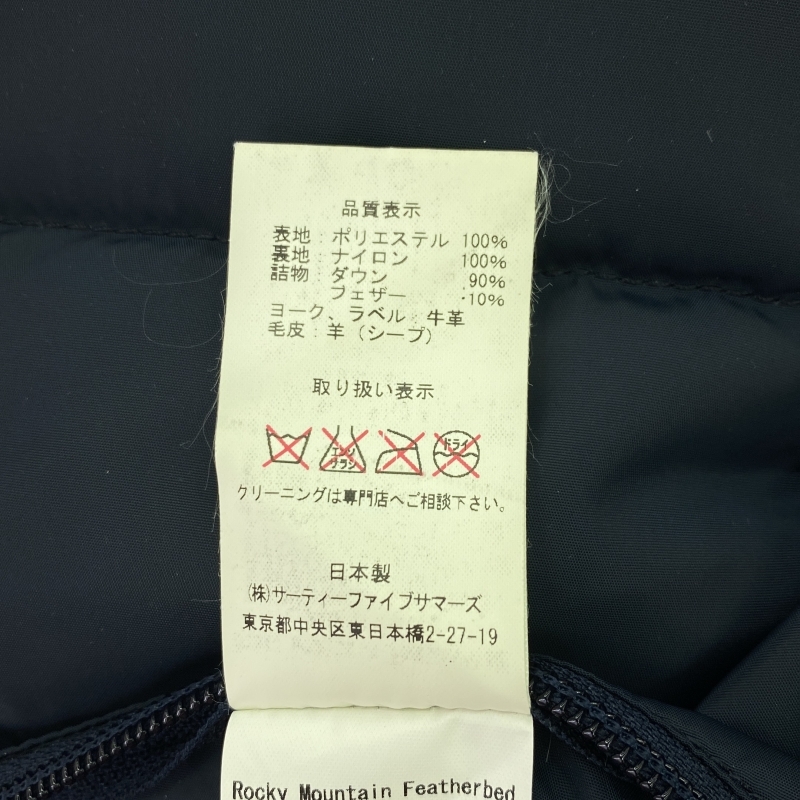 品質表示
表地：ポリエステル 100%
裏地：ナイロン 100%
詰物：ダウン 90%
フェザー 10%
ヨーク、ラベル：牛革
毛皮：羊（シープ）
取り扱い表示
エンソ
サラシ
ドライ
クリーニングは専門店へご相談下さい。
日本製
(株)サーティーファイブサマーズ
東京都中央区東日本橋2-27-19
Rocky Mountain Featherbed